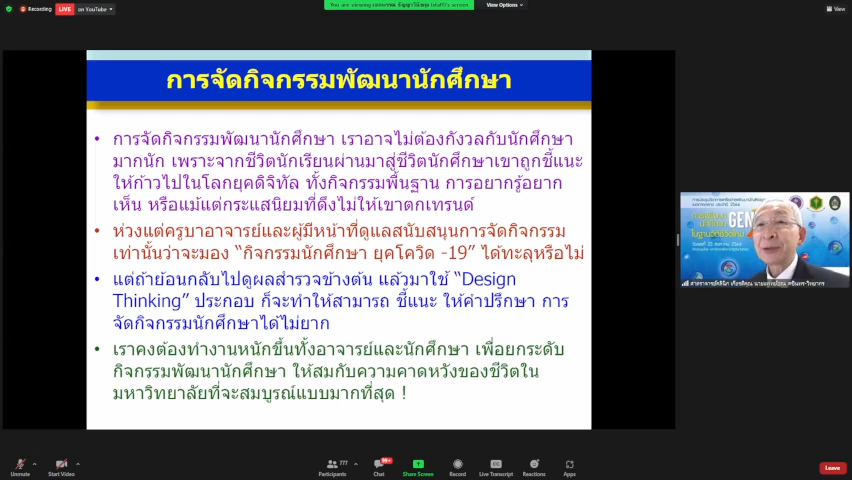 Recording
LIVE
on YouTube
View Options
View
การจัดกิจกรรมพัฒนานักศึกษา
• การจัดกิจกรรมพัฒนานักศึกษา เราอาจไม่ต้องกังวลกับนักศึกษา
มากนัก เพราะจากชีวิตนักเรียนผ่านมาสู่ชีวิตนักศึกษาเขาถูกชี้แนะ
ให้ก้าวไปในโลกยุคดิจิทัล ทั้งกิจกรรมพื้นฐาน การอยากรู้อยาก
เห็น หรือแม้แต่กระแสนิยมที่ดึงไม่ให้เขาตกเทรนด์
• ห่วงแต่ครูบาอาจารย์และผู้มีหน้าที่ดูแลสนับสนุนการจัดกิจกรรม
เท่านั้นว่าจะมอง “กิจกรรมนักศึกษา ยุคโควิด -19” ได้ทะลุหรือไม่
• แต่ถ้าย้อนกลับไปดูผลสำรวจข้างต้น แล้วมาใช้ “Design
Thinking” ประกอบ ก็จะทำให้สามารถ ชี้แนะ ให้คำปรึกษา การ
จัดกิจกรรมนักศึกษาได้ไม่ยาก
• เราคงต้องทำงานหนักขึ้นทั้งอาจารย์และนักศึกษา เพื่อยกระดับ
กิจกรรมพัฒนานักศึกษา ให้สมกับความคาดหวังของชีวิตใน
มหาวิทยาลัยที่จะสมบูรณ์แบบมากที่สุด !
GEN
Unmute
Start Video
Participants
777
Chat
99+
Share Screen
Record
Live Transcript
Reactions
Apps
Leave